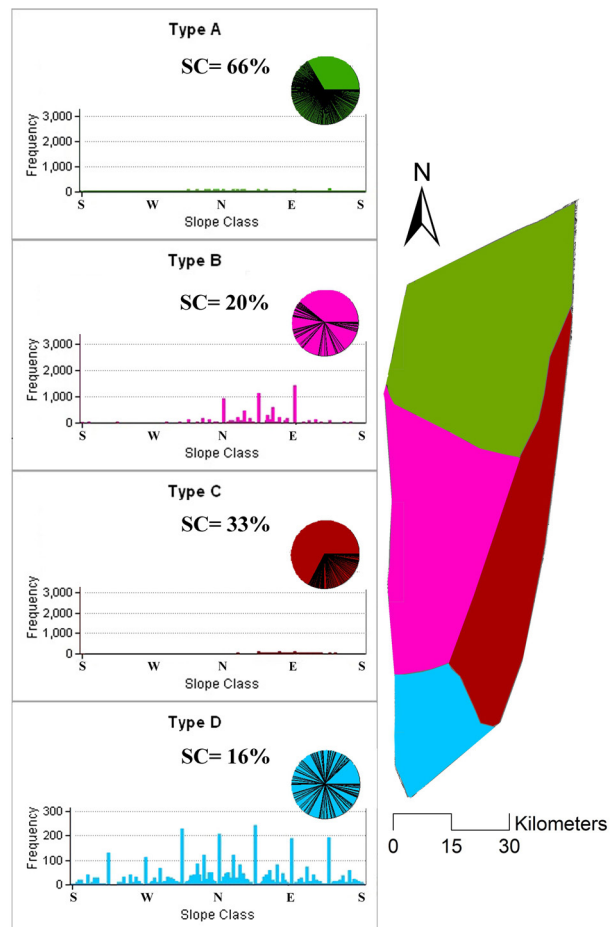 Type A
SC= 66%
Frequency
3,000
2,000
1,000
0
S W N E S
Slope Class
Type B
SC= 20%
Frequency
3,000
2,000
1,000
0
S W N E S
Slope Class
Type C
SC= 33%
Frequency
3,000
2,000
1,000
0
S W N E S
Slope Class
Type D
SC= 16%
Frequency
300
200
100
0
S W N E S
Slope Class
N
Kilometers
0 15 30